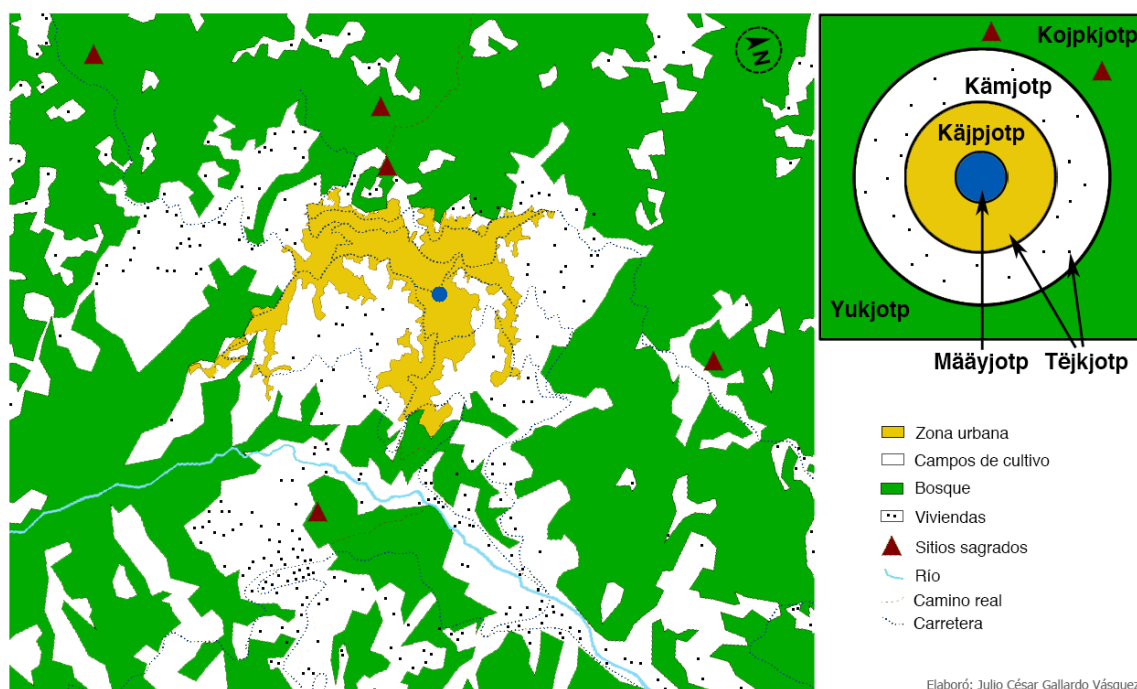 N
Kojpkjotp
Kämjotp
Käjpjotp
Yukjotp
Määyjotp Tëjkjotp
Zona urbana
Campos de cultivo
Bosque
Viviendas
Sitios sagrados
Río
Camino real
Carretera
Elaboró: Julio César Gallardo Vásquez